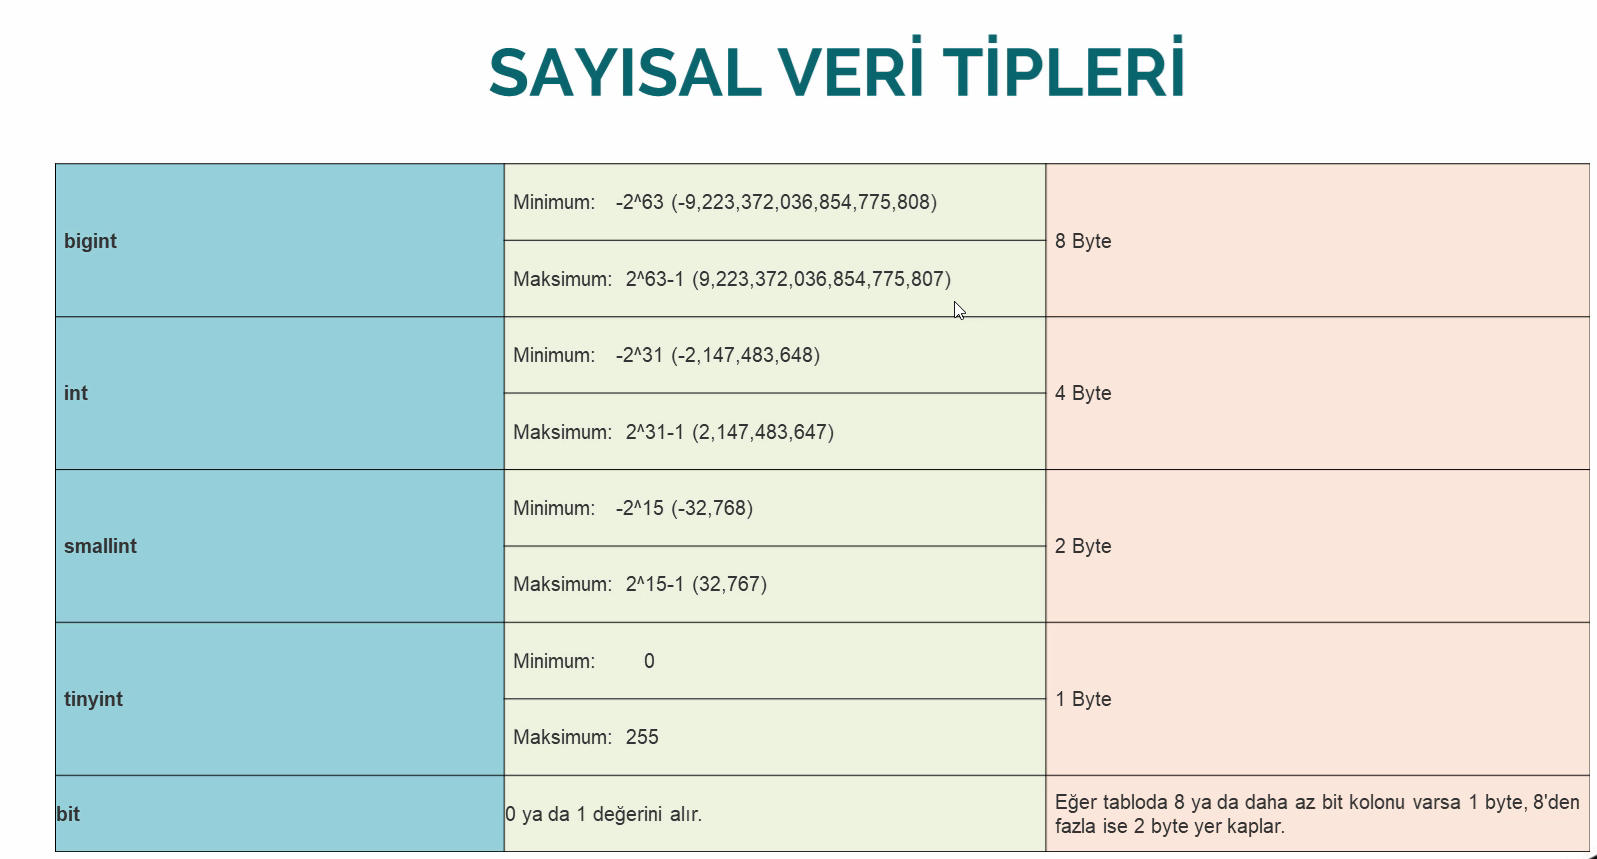 SAYISAL VERİ TİPLERİ
bigint
Minimum: -2^63 (-9,223,372,036,854,775,808)
Maksimum: 2^63-1 (9,223,372,036,854,775,807)
8 Byte
int
Minimum: -2^31 (-2,147,483,648)
Maksimum: 2^31-1 (2,147,483,647)
4 Byte
smallint
Minimum: -2^15 (-32,768)
Maksimum: 2^15-1 (32,767)
2 Byte
tinyint
Minimum: 0
Maksimum: 255
1 Byte
bit
0 ya da 1 değerini alır.
Eğer tabloda 8 ya da daha az bit kolonu varsa 1 byte, 8'den
fazla ise 2 byte yer kaplar.